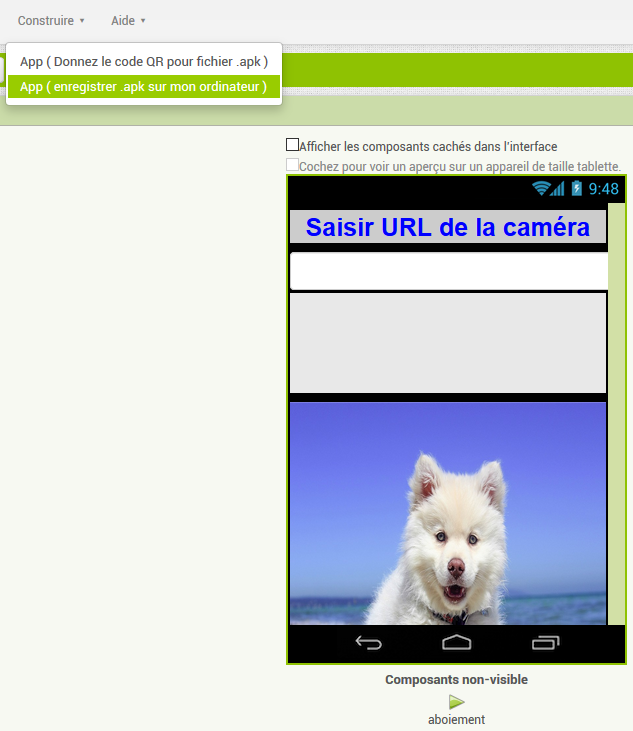 Construire ▾ Aide ▾
App ( Donnez le code QR pour fichier .apk )
App ( enregistrer .apk sur mon ordinateur )
Afficher les composants cachés dans l'interface
Cochez pour voir un aperçu sur un appareil de taille tablette.
9:48
Saisir URL de la caméra
Composants non-visible
aboiement